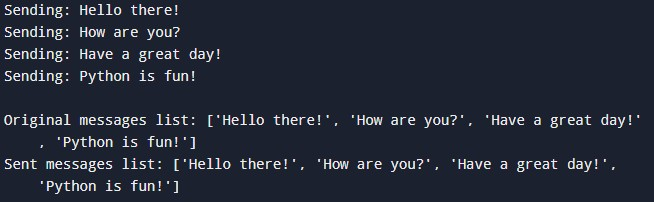 Sending: Hello there!
Sending: How are you?
Sending: Have a great day!
Sending: Python is fun!

Original messages list: ['Hello there!', 'How are you?', 'Have a great day!'
    , 'Python is fun!']
Sent messages list: ['Hello there!', 'How are you?', 'Have a great day!',
    'Python is fun!']